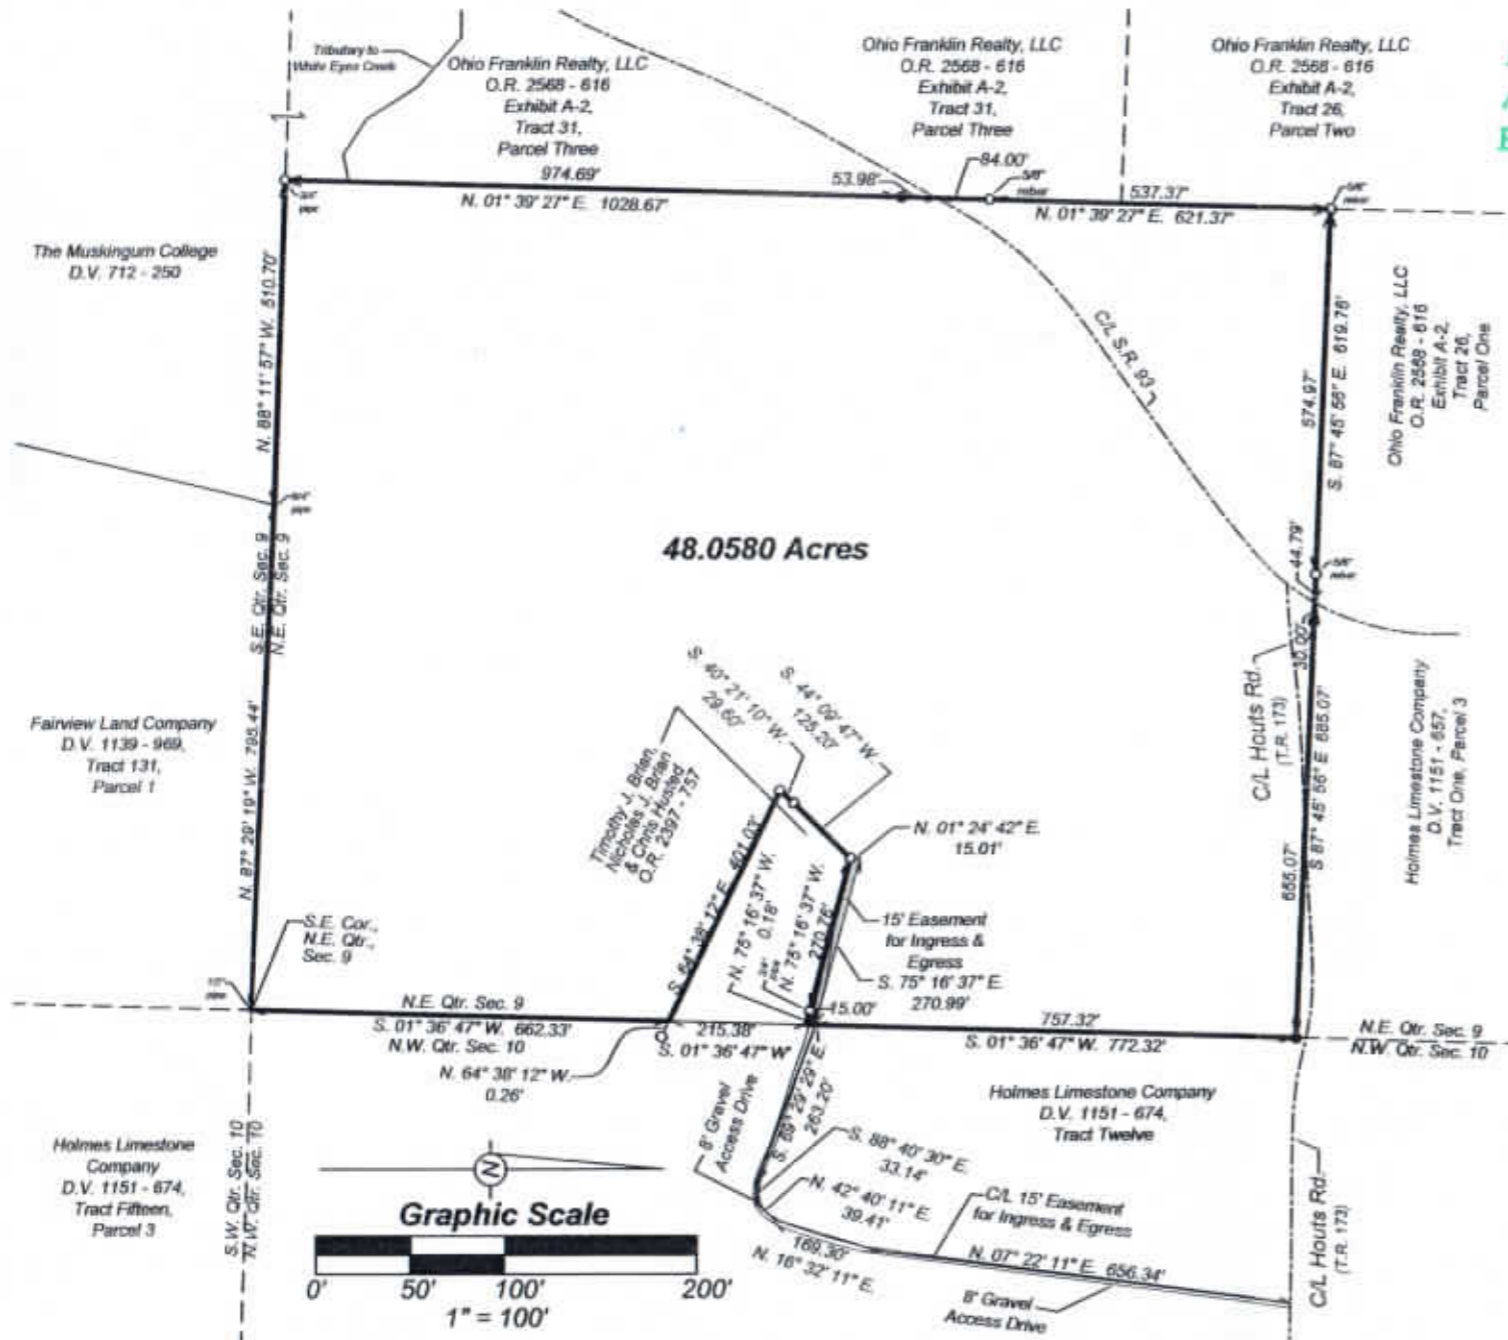 Tributary to
White Eyes Creek
Ohio Franklin Realty, LLC
O.R. 2568 - 616
Exhibit A-2,
Tract 31,
Parcel Three
Ohio Franklin Realty, LLC
O.R. 2568 - 616
Exhibit A-2,
Tract 31,
Parcel Three
Ohio Franklin Realty, LLC
O.R. 2568 - 616
Exhibit A-2,
Tract 26,
Parcel Two
974.69'
N. 01° 39' 27" E. 1028.67'
53.98'
84.00'
5/8"
rebar
537.37'
N. 01° 39' 27" E. 621.37'
5/8"
rebar
3/4"
pipe
The Muskingum College
D.V. 712 - 250
N. 88° 11' 57" W. 510.70'
C/L S.R. 93
574.97'
S. 87° 45' 56" E. 619.76'
Ohio Franklin Realty, LLC
O.R. 2568 - 616
Exhibit A-2,
Tract 26,
Parcel One
3/4"
pipe
S.E. Qtr. Sec. 9
N.E. Qtr. Sec. 9
48.0580 Acres
44.79'
5/8"
rebar
30.00'
C/L Houts Rd.
(T.R. 173)
Fairview Land Company
D.V. 1139 - 969,
Tract 131,
Parcel 1
N. 87° 29' 19" W. 795.44'
S. 40° 21' 10" W.
29.60'
S. 44° 09' 47" W.
125.20'
Timothy J. Brian,
Nicholas J. Brian
& Chris Husted
O.R. 2397 - 757
S. 64° 38' 12" E. 401.03'
N. 75° 16' 37" W.
0.18'
3/4"
pipe
N. 75° 16' 37" W.
270.76'
N. 01° 24' 42" E.
15.01'
15' Easement
for Ingress &
Egress
S. 75° 16' 37" E.
270.99'
655.07'
S 87° 45' 56" E 685.07'
Holmes Limestone Company
D.V. 1151 - 657,
Tract One, Parcel 3
S.E. Cor.,
N.E. Qtr.,
Sec. 9
pipe
N.E. Qtr. Sec. 9
S. 01° 36' 47" W. 662.33'
N.W. Qtr. Sec. 10
215.38'
S. 01° 36' 47" W
15.00'
757.32'
S. 01° 36' 47" W. 772.32'
N.E. Qtr. Sec. 9
N.W. Qtr. Sec. 10
N. 64° 38' 12" W.
0.26'
8' Gravel
Access Drive
S. 69° 29' 29" E.
263.20'
Holmes Limestone Company
D.V. 1151 - 674,
Tract Twelve
Holmes Limestone
Company
D.V. 1151 - 674,
Tract Fifteen,
Parcel 3
S.W. Qtr. Sec. 10
N.W. Qtr. Sec. 10
S. 88° 40' 30" E.
33.14'
N. 42° 40' 11" E.
39.41'
C/L 15' Easement
for Ingress & Egress
169.30'
N. 16° 32' 11" E.
N. 07° 22' 11" E. 656.34'
8' Gravel
Access Drive
C/L Houts Rd.
(T.R. 173)
N
Graphic Scale
0' 50' 100' 200'
1" = 100'